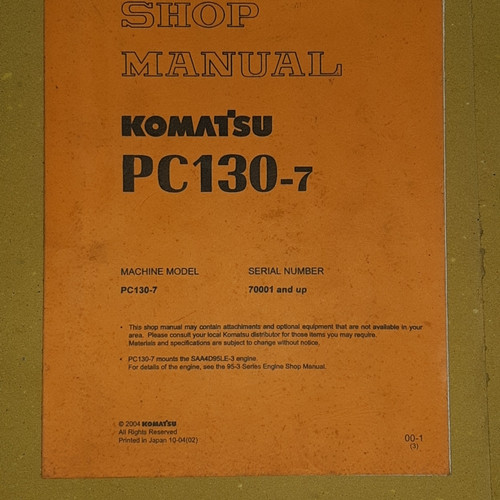 SHOP
MANUAL
KOMATSU
PC130-7
MACHINE MODEL SERIAL NUMBER
PC130-7 70001 and up
• This shop manual may contain attachments and optional equipment that are not available in your
area. Please consult your local Komatsu distributor for those items you may require.
Materials and specifications are subject to change without notice.
• PC130-7 mounts the SAA4D95LE-3 engine.
For details of the engine, see the 95-3 Series Engine Shop Manual.
© 2004 KOMATSU
All Rights Reserved
Printed in Japan 10-04(02)
00-1
(3)